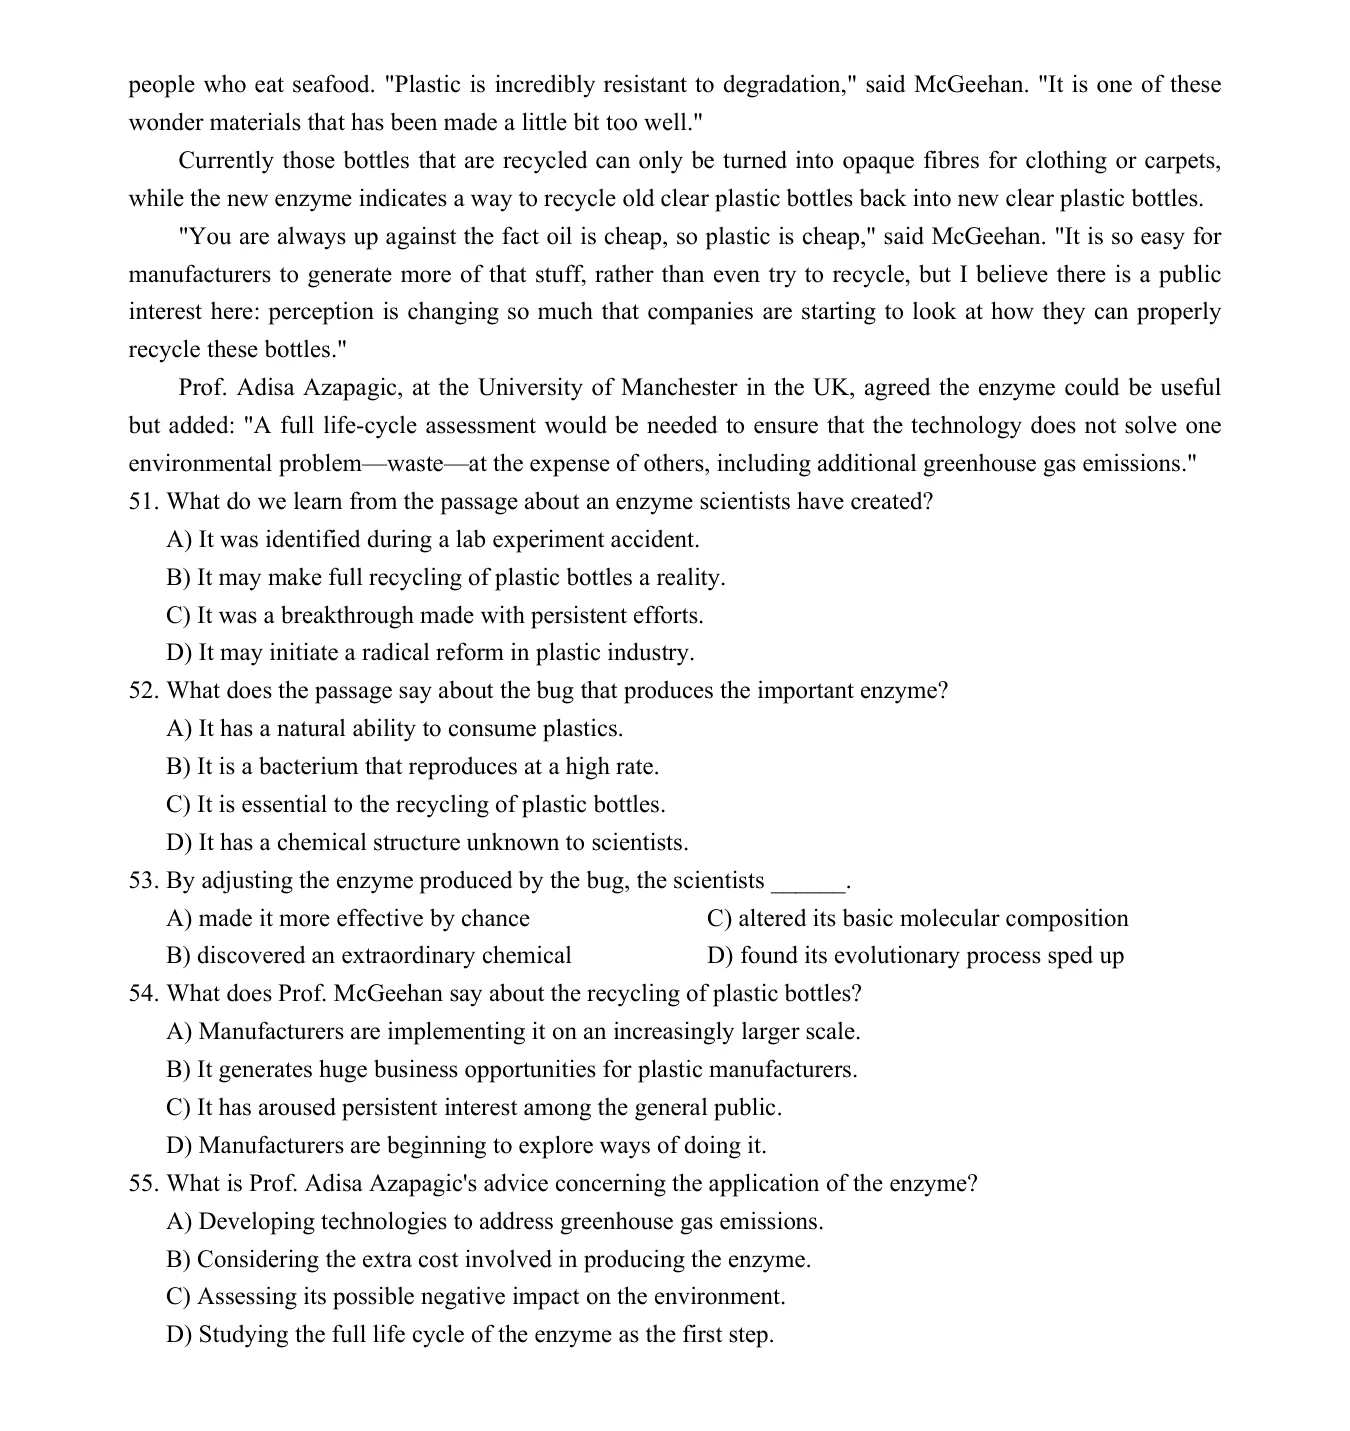 people who eat seafood. "Plastic is incredibly resistant to degradation," said McGeehan. "It is one of these
wonder materials that has been made a little bit too well."
Currently those bottles that are recycled can only be turned into opaque fibres for clothing or carpets,
while the new enzyme indicates a way to recycle old clear plastic bottles back into new clear plastic bottles.
"You are always up against the fact oil is cheap, so plastic is cheap," said McGeehan. "It is so easy for
manufacturers to generate more of that stuff, rather than even try to recycle, but I believe there is a public
interest here: perception is changing so much that companies are starting to look at how they can properly
recycle these bottles."
Prof. Adisa Azapagic, at the University of Manchester in the UK, agreed the enzyme could be useful
but added: "A full life-cycle assessment would be needed to ensure that the technology does not solve one
environmental problem—waste—at the expense of others, including additional greenhouse gas emissions."
51. What do we learn from the passage about an enzyme scientists have created?
A) It was identified during a lab experiment accident.
B) It may make full recycling of plastic bottles a reality.
C) It was a breakthrough made with persistent efforts.
D) It may initiate a radical reform in plastic industry.
52. What does the passage say about the bug that produces the important enzyme?
A) It has a natural ability to consume plastics.
B) It is a bacterium that reproduces at a high rate.
C) It is essential to the recycling of plastic bottles.
D) It has a chemical structure unknown to scientists.
53. By adjusting the enzyme produced by the bug, the scientists ______.
A) made it more effective by chance C) altered its basic molecular composition
B) discovered an extraordinary chemical D) found its evolutionary process sped up
54. What does Prof. McGeehan say about the recycling of plastic bottles?
A) Manufacturers are implementing it on an increasingly larger scale.
B) It generates huge business opportunities for plastic manufacturers.
C) It has aroused persistent interest among the general public.
D) Manufacturers are beginning to explore ways of doing it.
55. What is Prof. Adisa Azapagic's advice concerning the application of the enzyme?
A) Developing technologies to address greenhouse gas emissions.
B) Considering the extra cost involved in producing the enzyme.
C) Assessing its possible negative impact on the environment.
D) Studying the full life cycle of the enzyme as the first step.